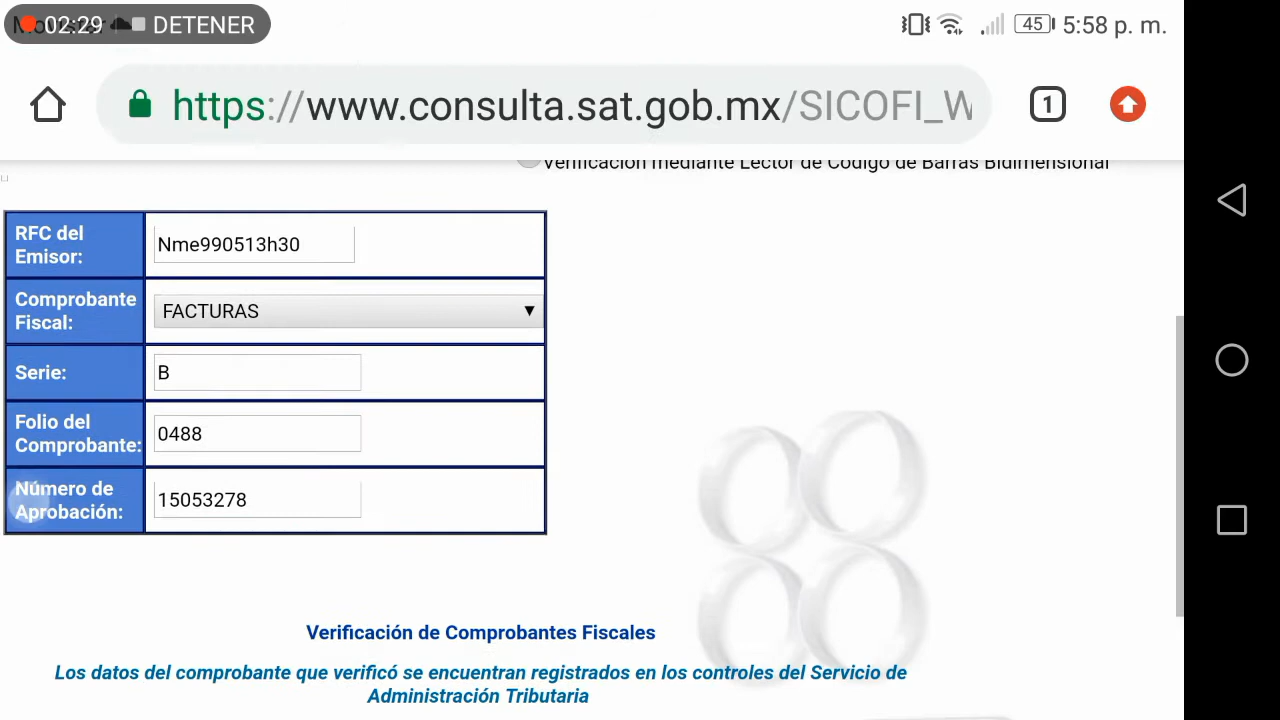 02:29 DETENER
45 5:58 p. m.
https://www.consulta.sat.gob.mx/SICOFI_W
1
Verificación mediante Lector de Código de Barras Bidimensional
RFC del
Emisor:
Nme990513h30
Comprobante
Fiscal:
FACTURAS
Serie:
B
Folio del
Comprobante:
0488
Número de
Aprobación:
15053278
Verificación de Comprobantes Fiscales
Los datos del comprobante que verificó se encuentran registrados en los controles del Servicio de
Administración Tributaria